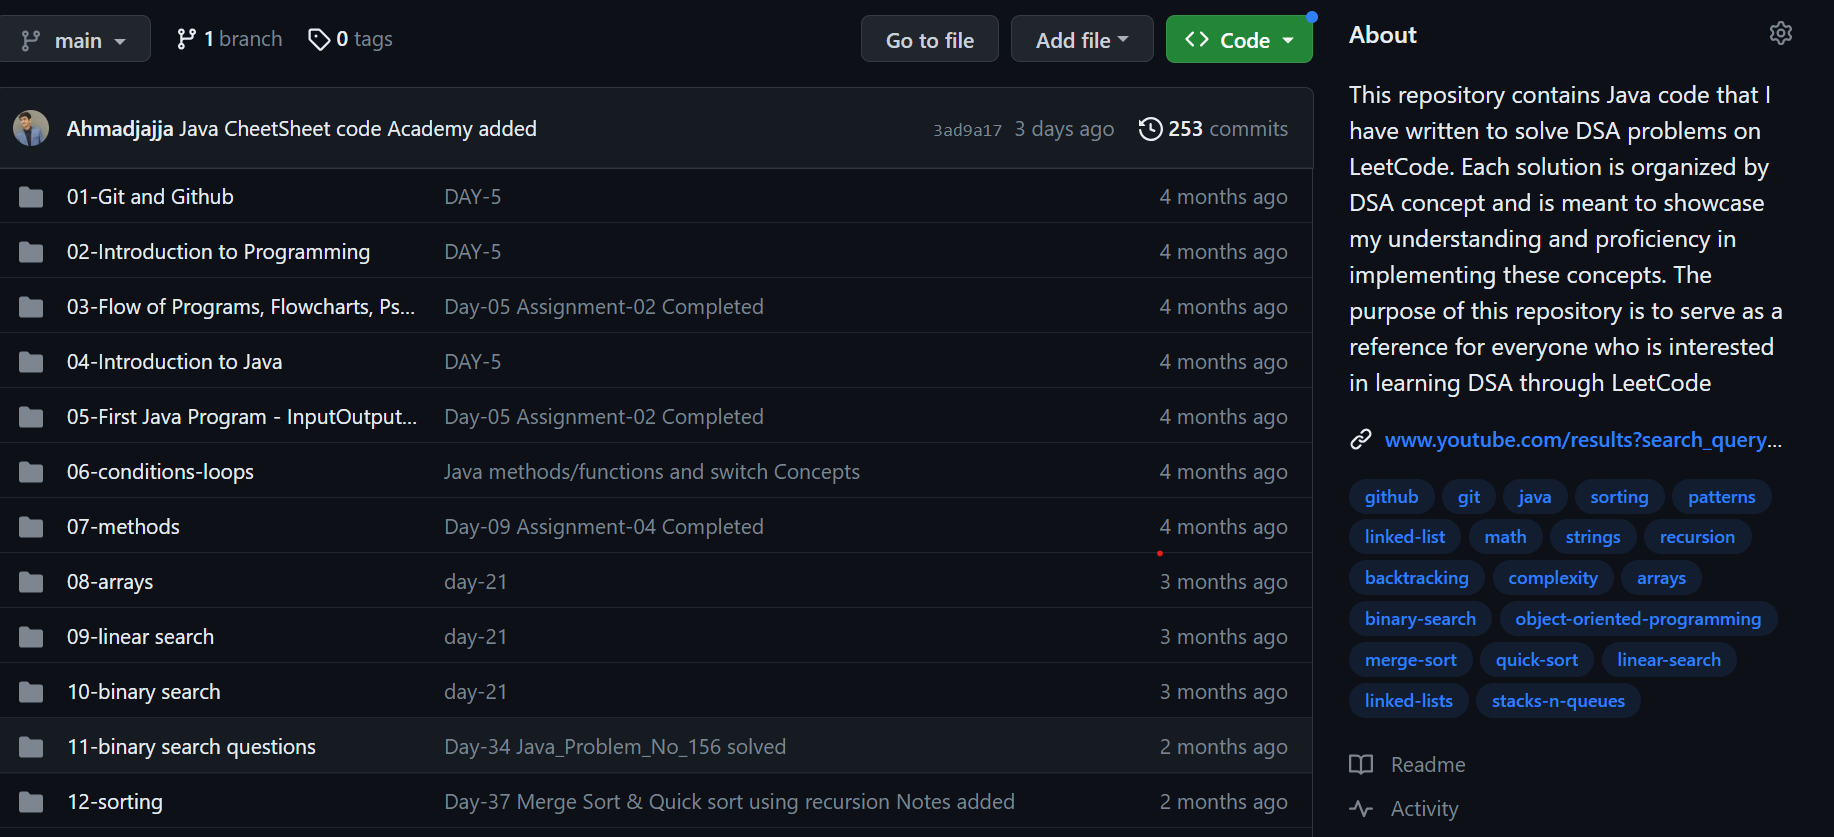 main
1 branch
0 tags
Go to file
Add file
Code
Ahmadjajja Java CheetSheet code Academy added
3ad9a17 3 days ago
253 commits
01-Git and Github
DAY-5
4 months ago
02-Introduction to Programming
DAY-5
4 months ago
03-Flow of Programs, Flowcharts, Ps...
Day-05 Assignment-02 Completed
4 months ago
04-Introduction to Java
DAY-5
4 months ago
05-First Java Program - InputOutput...
Day-05 Assignment-02 Completed
4 months ago
06-conditions-loops
Java methods/functions and switch Concepts
4 months ago
07-methods
Day-09 Assignment-04 Completed
4 months ago
08-arrays
day-21
3 months ago
09-linear search
day-21
3 months ago
10-binary search
day-21
3 months ago
11-binary search questions
Day-34 Java_Problem_No_156 solved
2 months ago
12-sorting
Day-37 Merge Sort & Quick sort using recursion Notes added
2 months ago
About
This repository contains Java code that I
have written to solve DSA problems on
LeetCode. Each solution is organized by
DSA concept and is meant to showcase
my understanding and proficiency in
implementing these concepts. The
purpose of this repository is to serve as a
reference for everyone who is interested
in learning DSA through LeetCode
www.youtube.com/results?search_query...
github git java sorting patterns
linked-list math strings recursion
backtracking complexity arrays
binary-search object-oriented-programming
merge-sort quick-sort linear-search
linked-lists stacks-n-queues
Readme
Activity